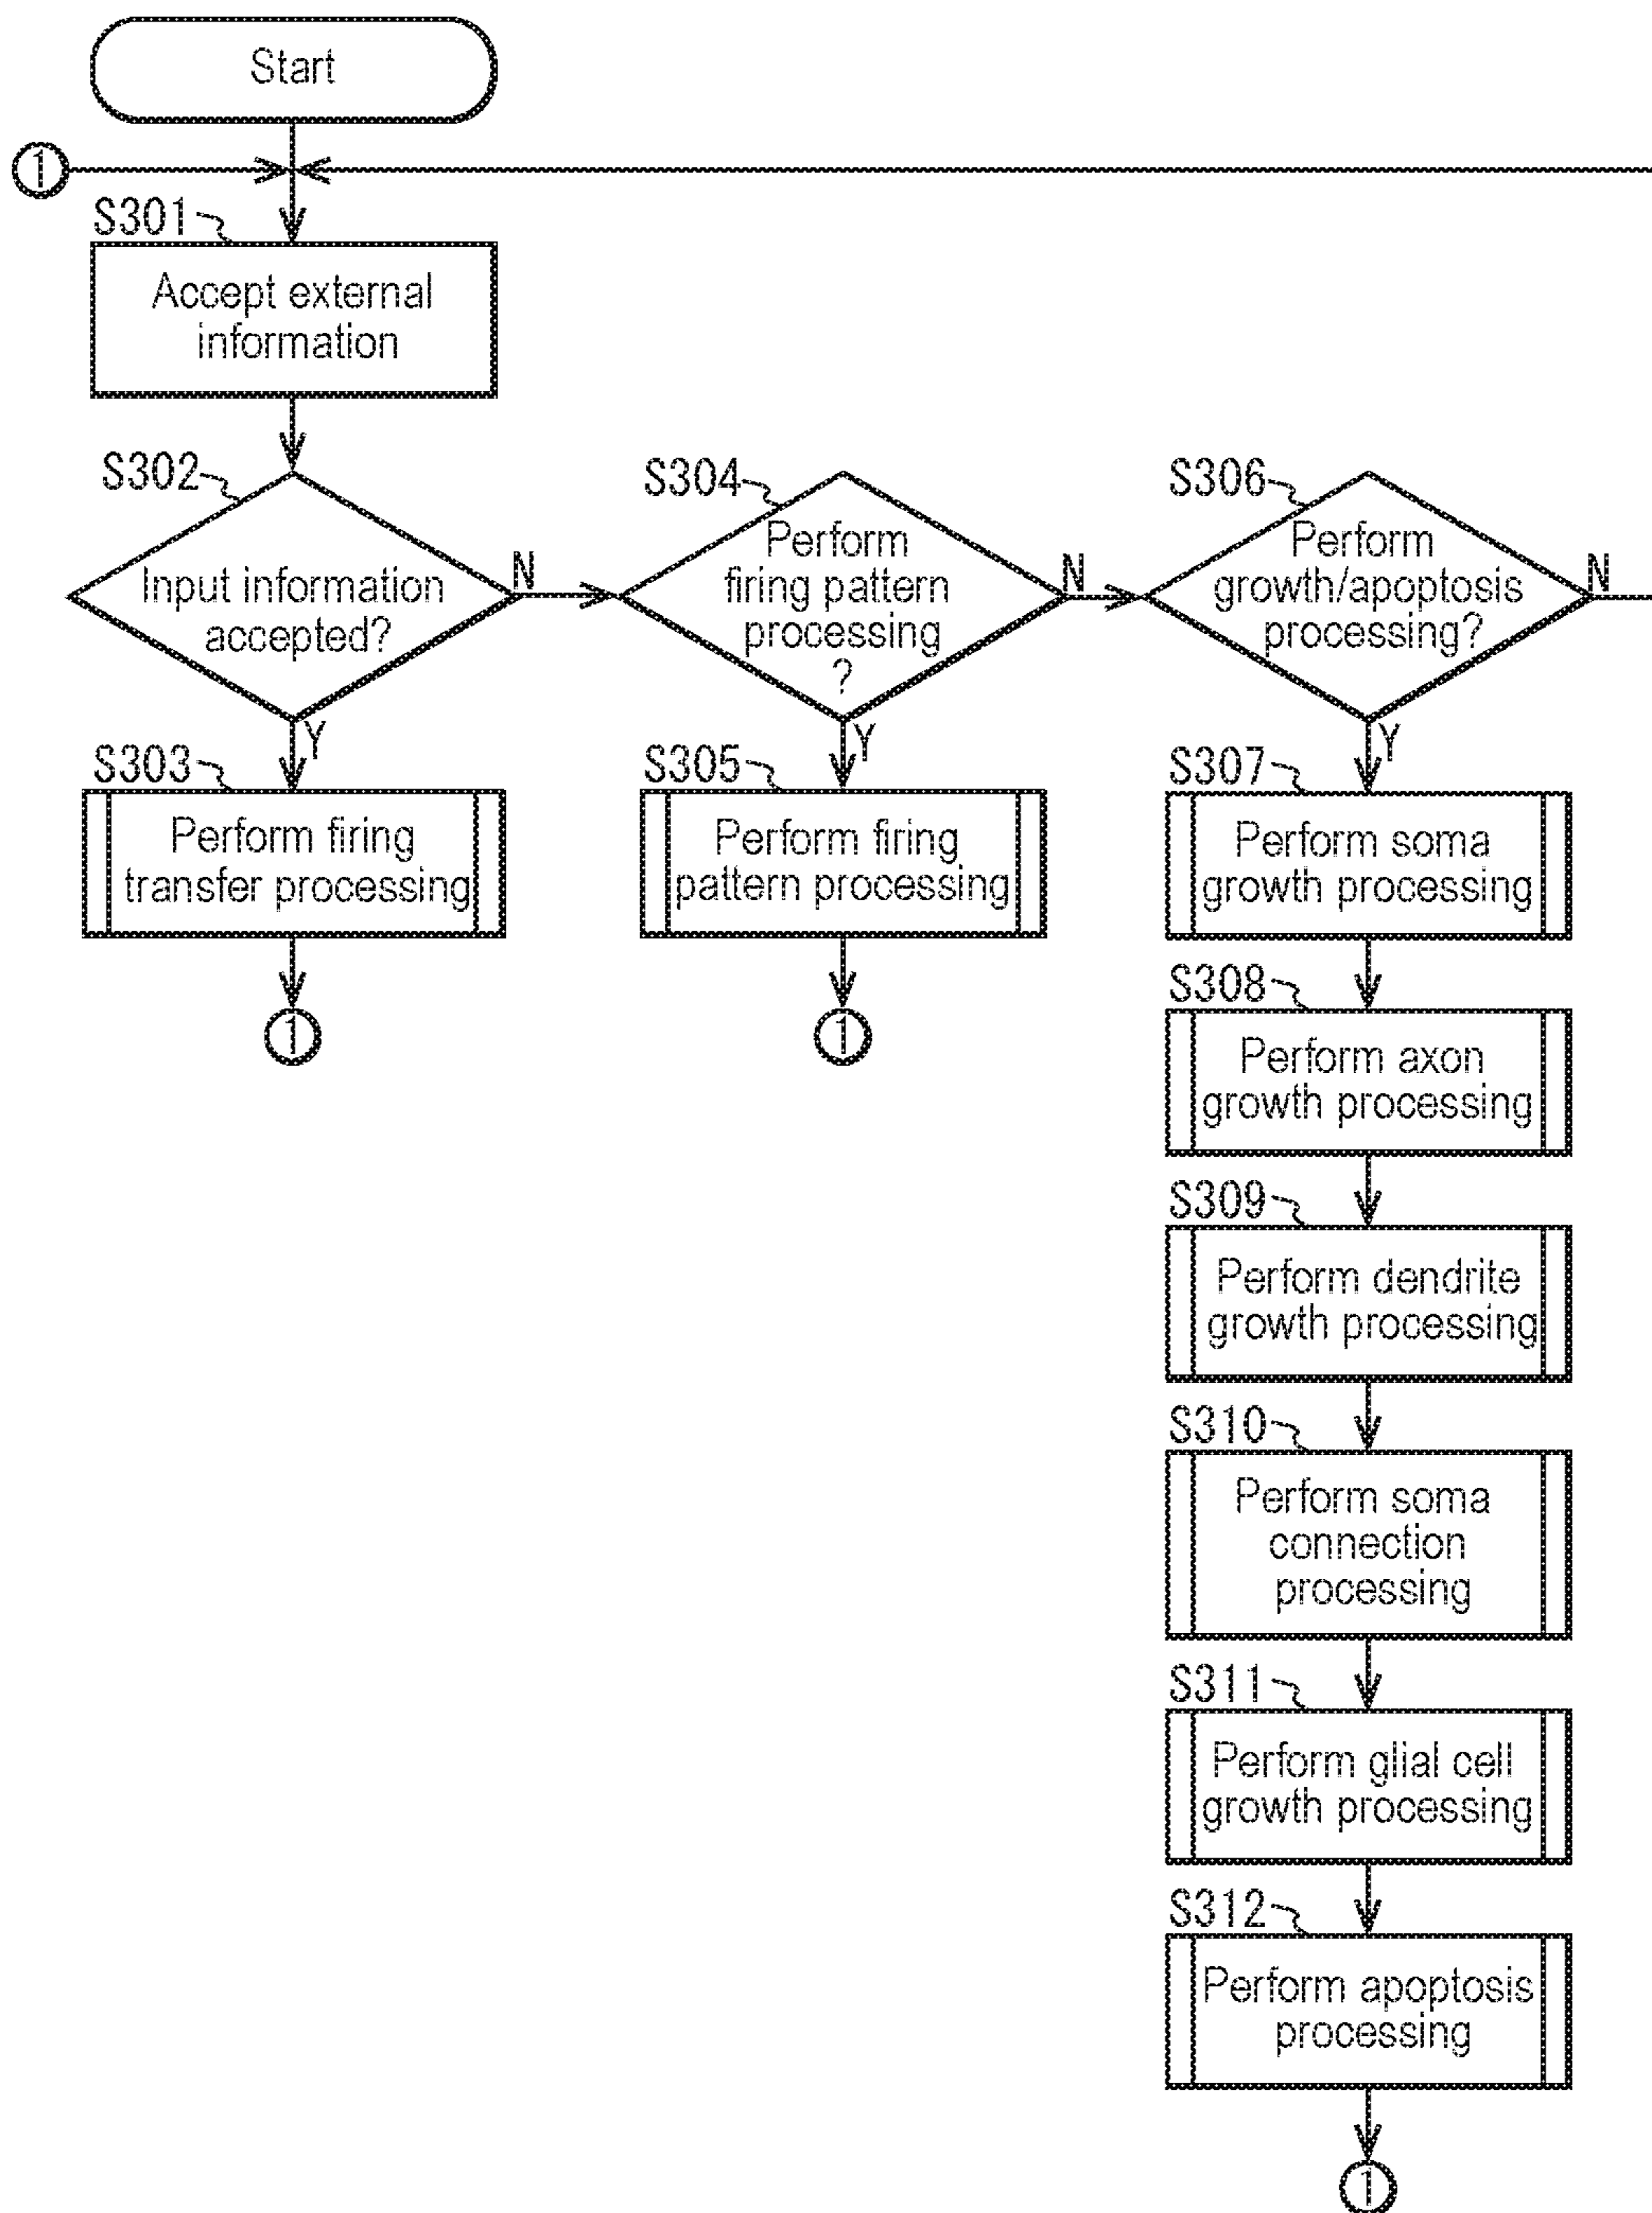 Start
1
S301
Accept external
information
S302
Input information
accepted?
N
Y
S303
Perform firing
transfer processing
1
S304
Perform
firing pattern
processing
?
N
Y
S305
Perform firing
pattern processing
1
S306
Perform
growth/apoptosis
processing?
N
Y
S307
Perform soma
growth processing
S308
Perform axon
growth processing
S309
Perform dendrite
growth processing
S310
Perform soma
connection
processing
S311
Perform glial cell
growth processing
S312
Perform apoptosis
processing
1